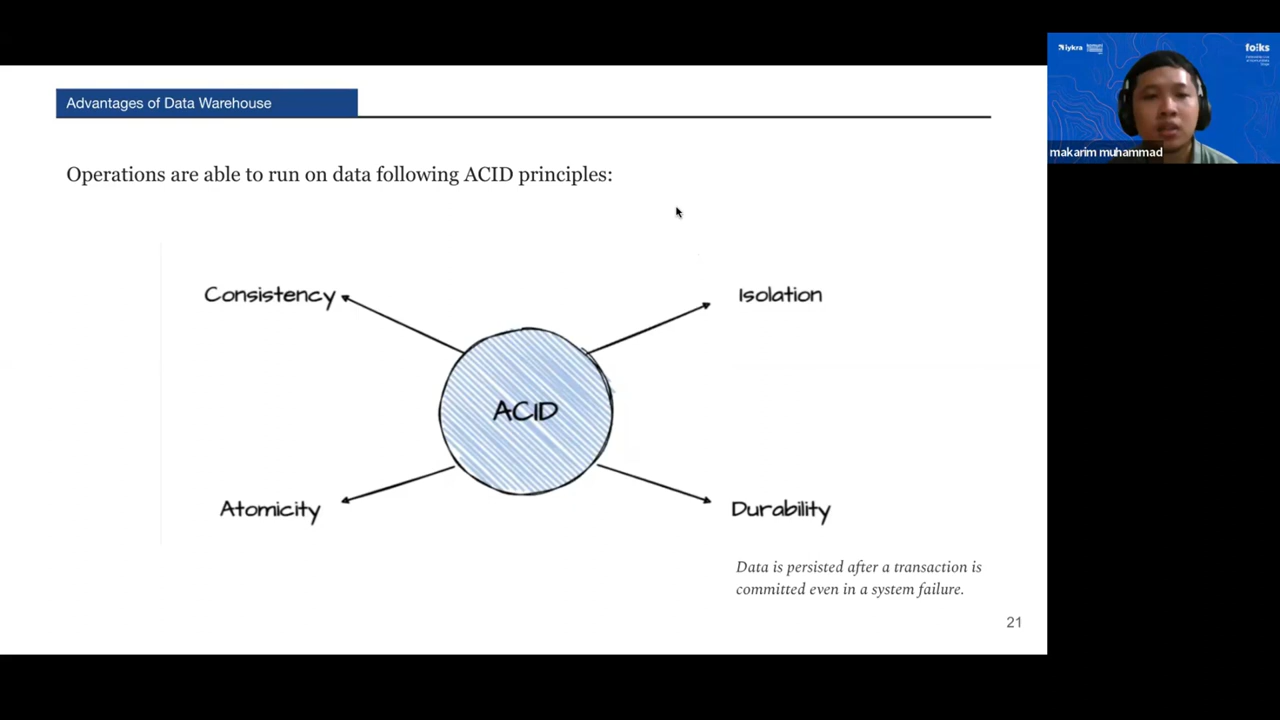 Advantages of Data Warehouse
Operations are able to run on data following ACID principles:
Consistency
Isolation
ACID
Atomicity
Durability
Data is persisted after a transaction is
committed even in a system failure.
21
iykra
makarim muhammad